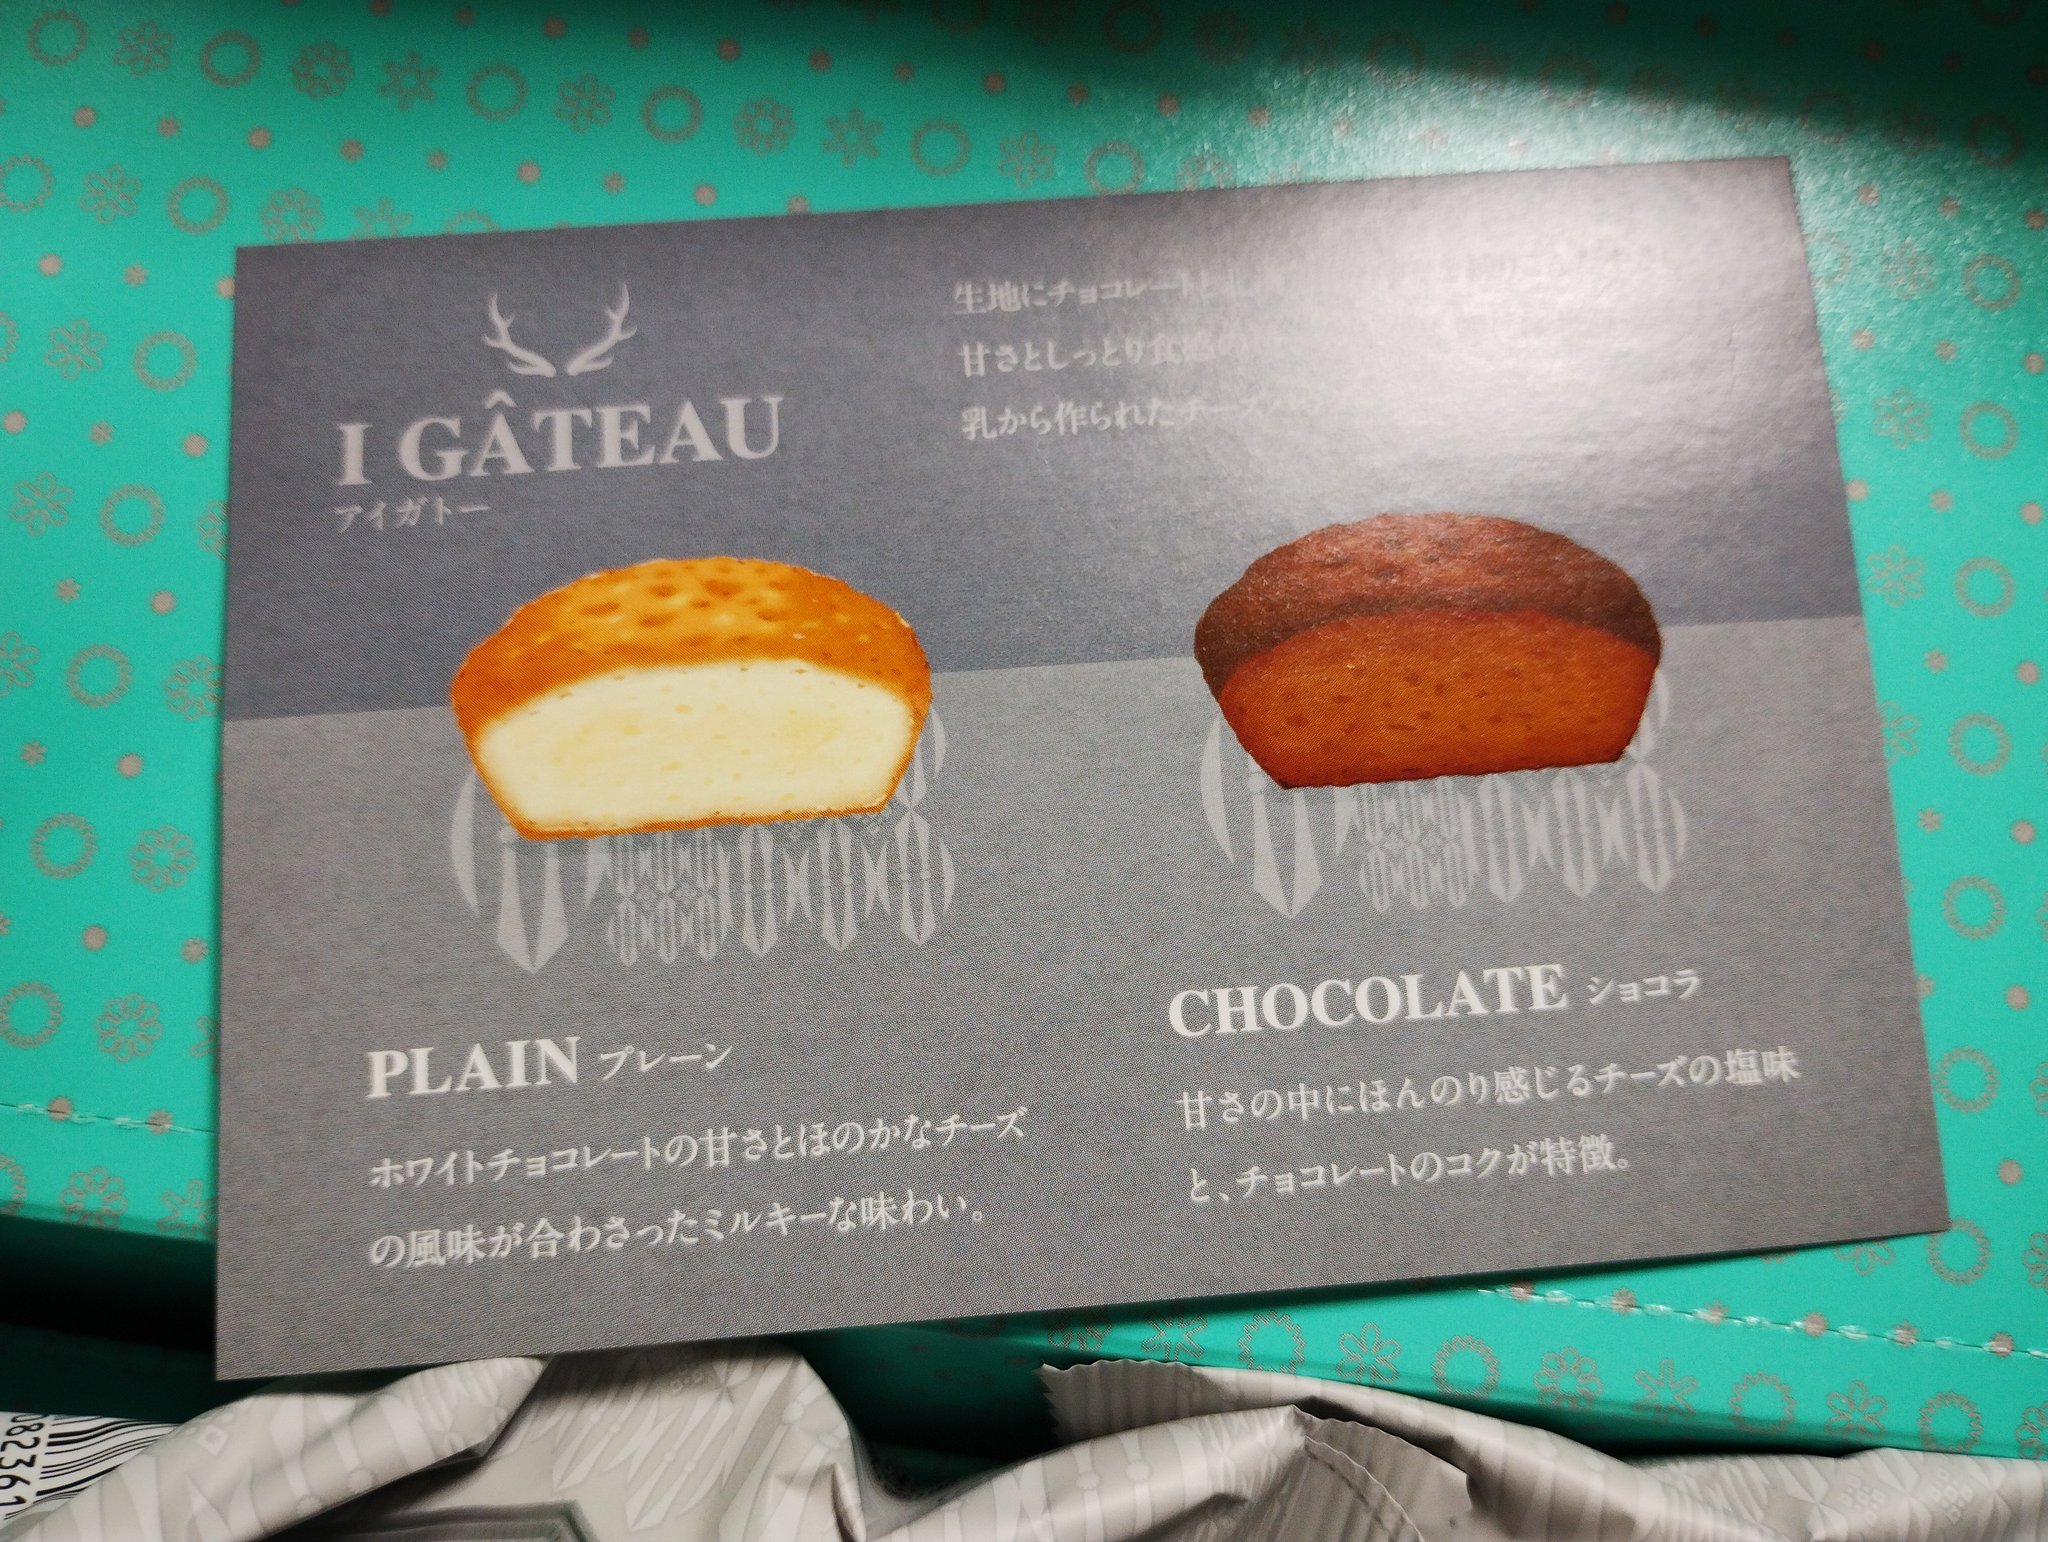 I GÂTEAU
アイガトー
生地にチョコレートと
甘さとしっとり食感の
乳から作られたチーズ
PLAIN プレーン
ホワイトチョコレートの甘さとほのかなチーズ
の風味が合わさったミルキーな味わい。
CHOCOLATE ショコラ
甘さの中にほんのり感じるチーズの塩味
と、チョコレートのコクが特徴。